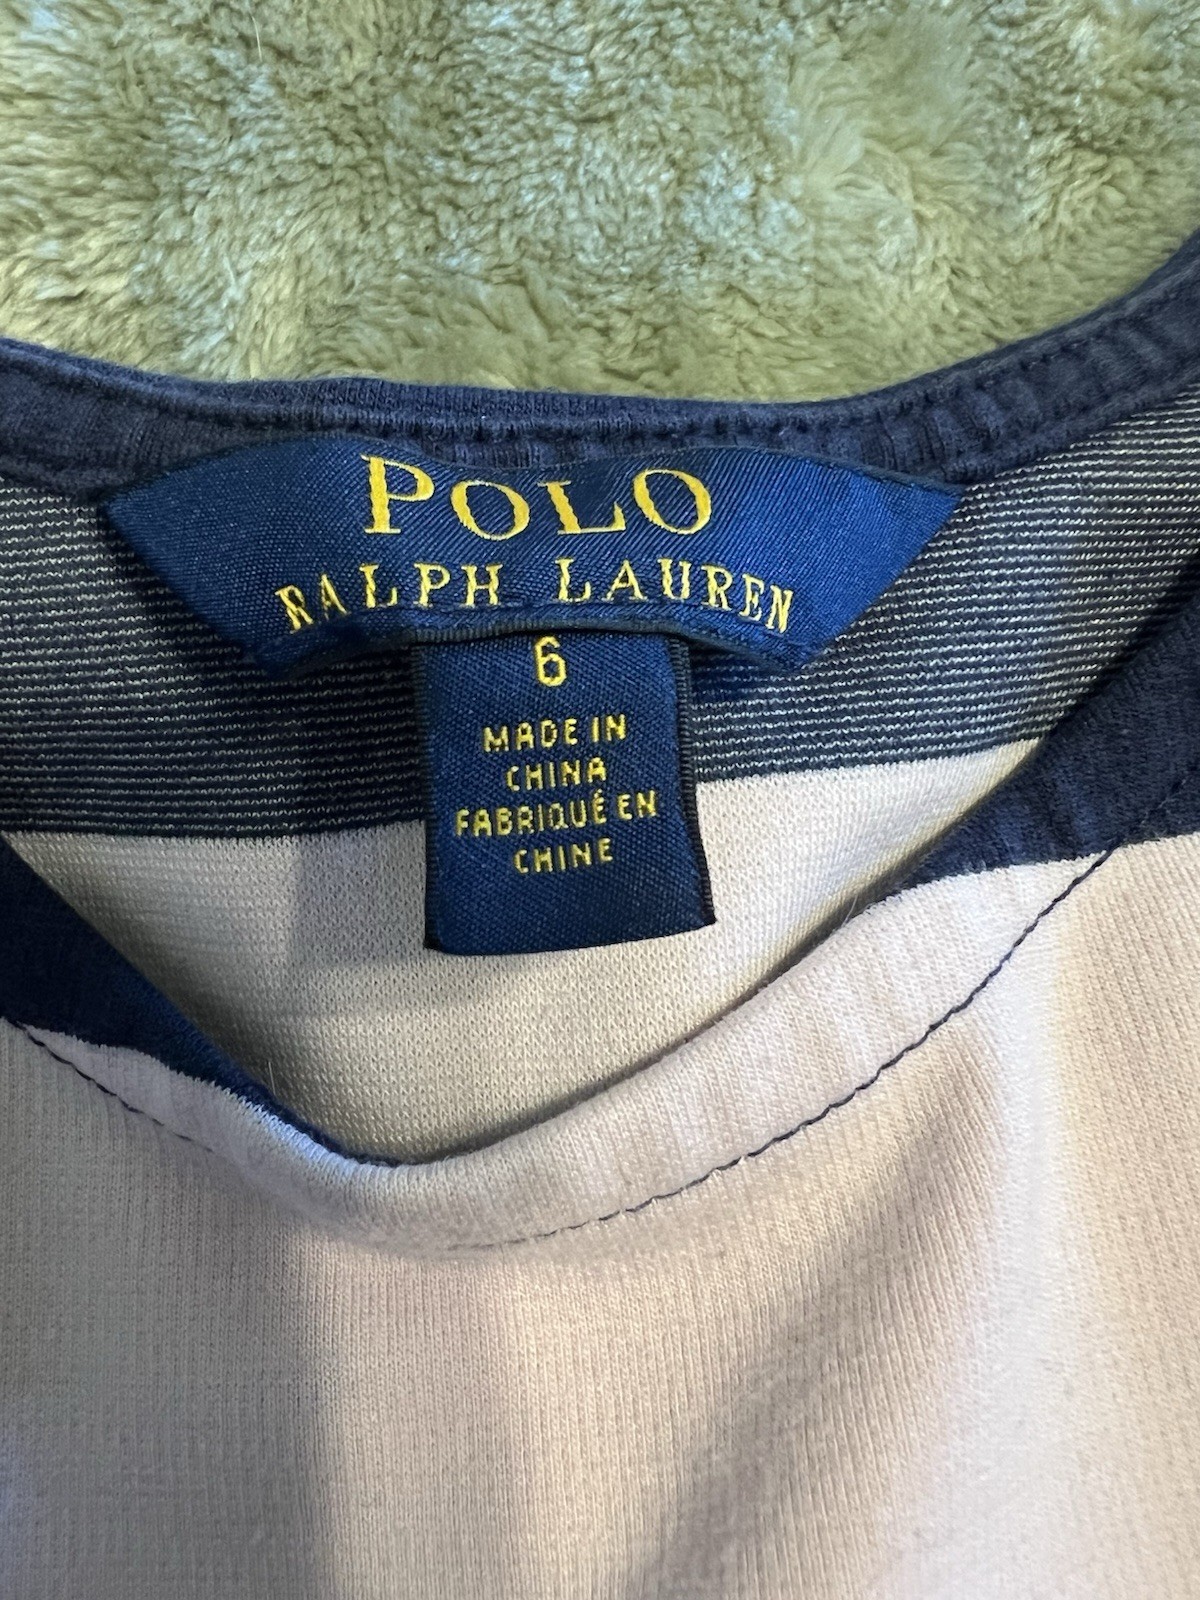 POLO
RALPH LAUREN
6
MADE IN
CHINA
FABRIQUÉ EN
CHINE